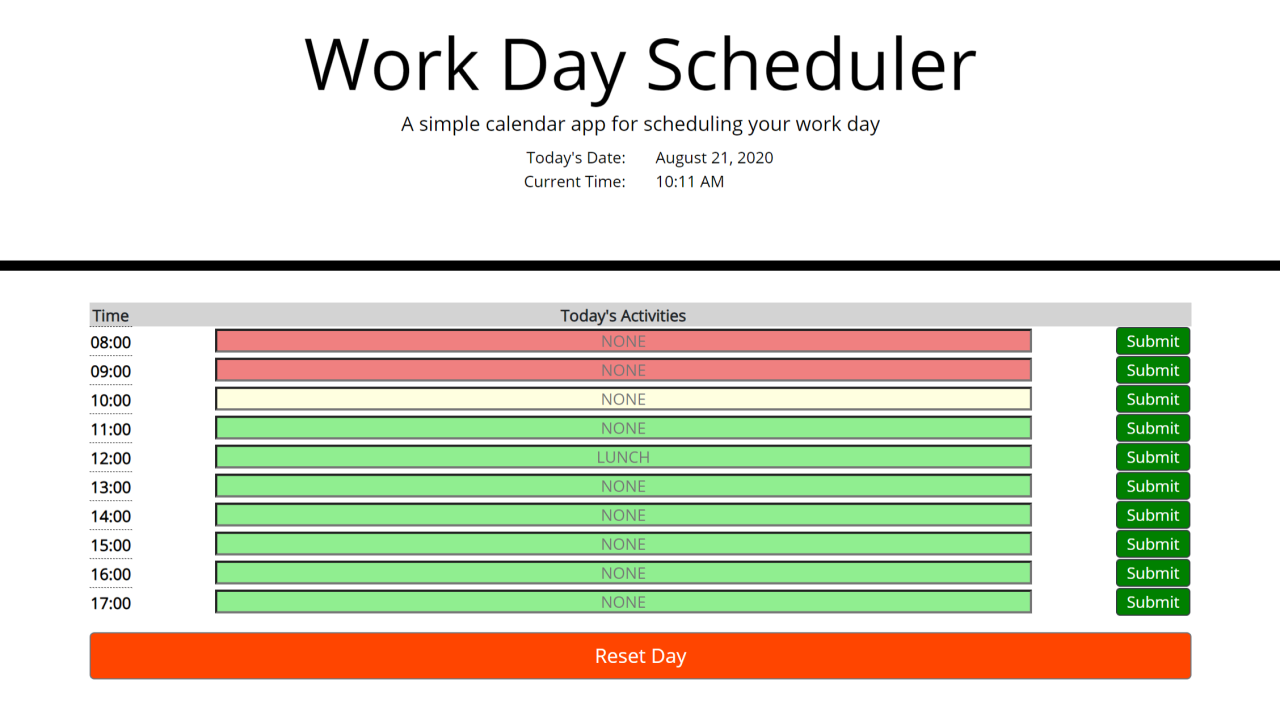 Work Day Scheduler
A simple calendar app for scheduling your work day
Today's Date: August 21, 2020
Current Time: 10:11 AM
Time Today's Activities
08:00 NONE Submit
09:00 NONE Submit
10:00 NONE Submit
11:00 NONE Submit
12:00 LUNCH Submit
13:00 NONE Submit
14:00 NONE Submit
15:00 NONE Submit
16:00 NONE Submit
17:00 NONE Submit
Reset Day